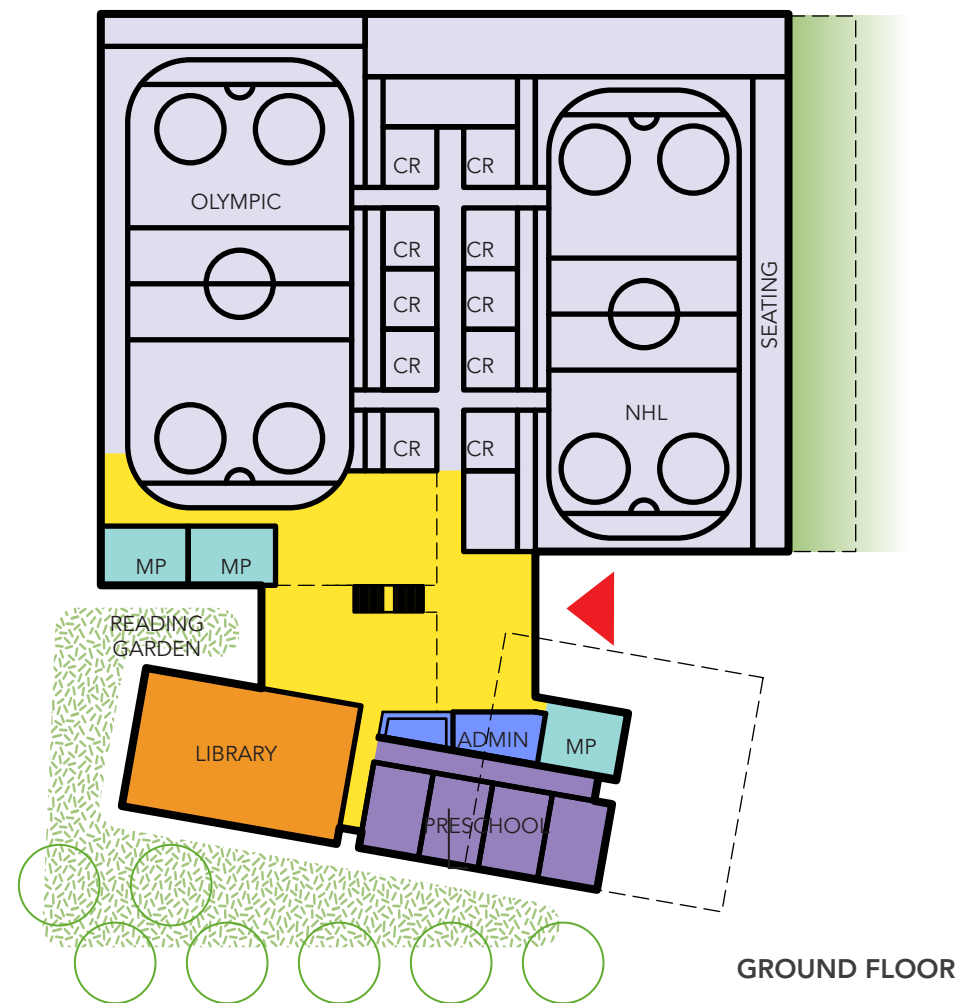 CR CR
OLYMPIC
CR CR
SEATING
CR CR
CR CR
NHL
CR CR
MP MP
READING
GARDEN
ADMIN
MP
LIBRARY
PRESCHOOL
GROUND FLOOR